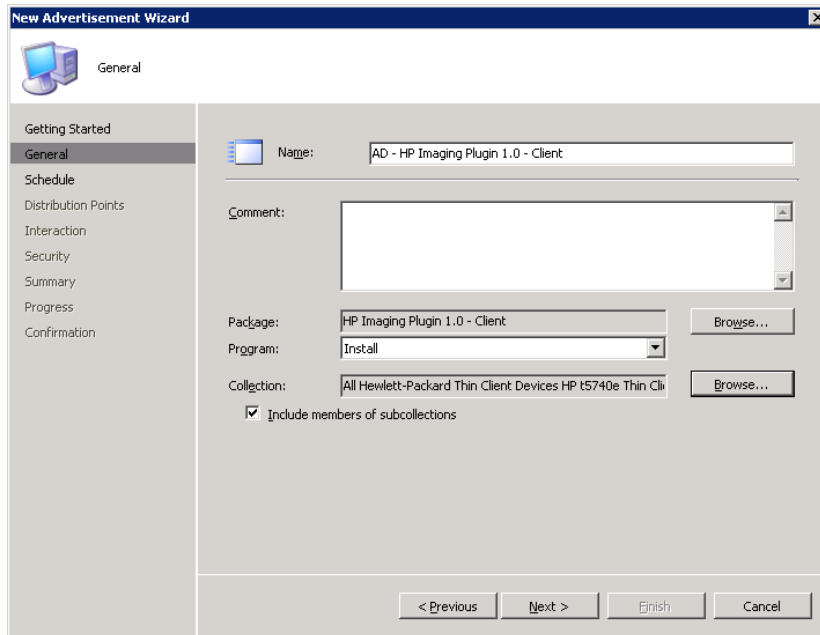 New Advertisement Wizard
General
Getting Started
General
Schedule
Distribution Points
Interaction
Security
Summary
Progress
Confirmation
Name: AD - HP Imaging Plugin 1.0 - Client
Comment:
Package: HP Imaging Plugin 1.0 - Client Browse...
Program: Install
Collection: All Hewlett-Packard Thin Client Devices HP t5740e Thin Cli Browse...
Include members of subcollections
< Previous Next > Finish Cancel